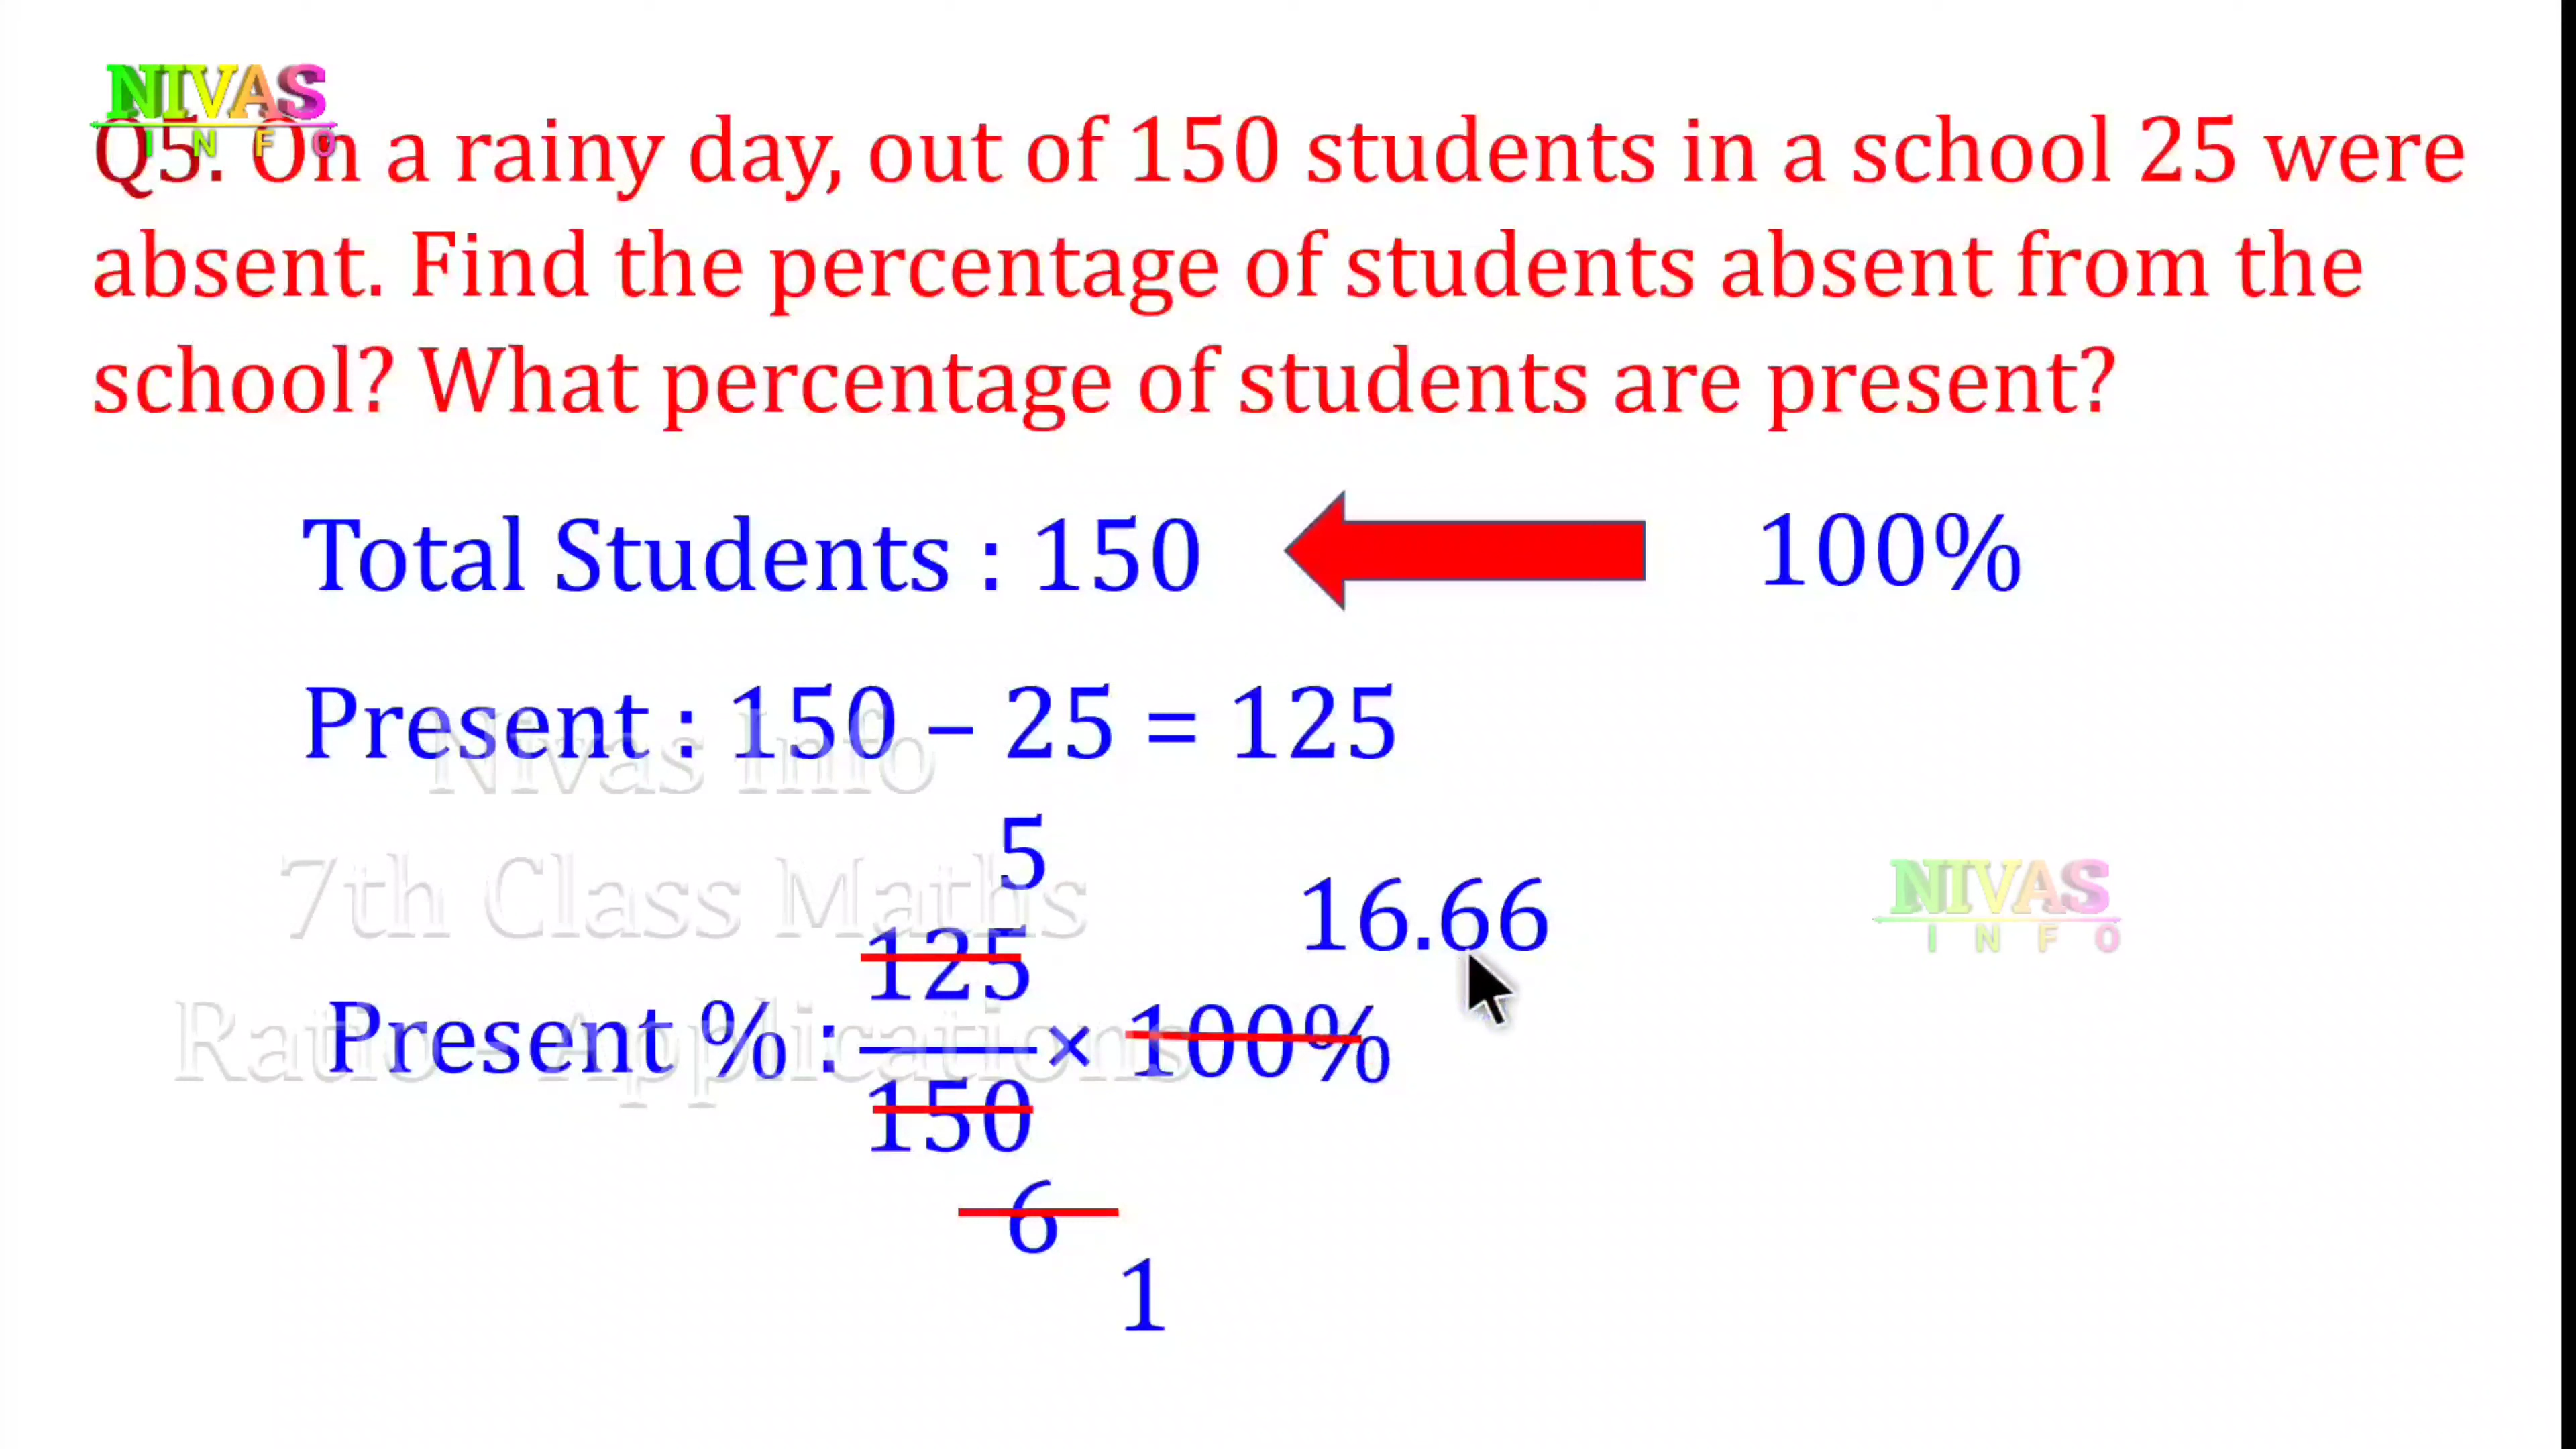 NIVAS
INFO
Q5. On a rainy day, out of 150 students in a school 25 were
absent. Find the percentage of students absent from the
school? What percentage of students are present?
Total Students : 150
100%
Present : 150 – 25 = 125
Nivas Info
5
7th Class Maths
16.66
NIVAS
INFO
125
Present % : × 100%
Ratio - Applications
150
6
1